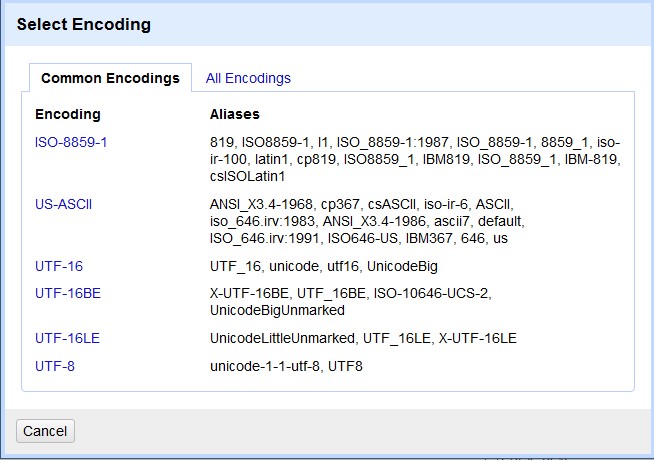 Select Encoding
Common Encodings All Encodings
Encoding Aliases
ISO-8859-1 819, ISO8859-1, l1, ISO_8859-1:1987, ISO_8859-1, 8859_1, iso-
ir-100, latin1, cp819, ISO8859_1, IBM819, ISO_8859_1, IBM-819,
csISOLatin1
US-ASCII ANSI_X3.4-1968, cp367, csASCII, iso-ir-6, ASCII,
iso_646.irv:1983, ANSI_X3.4-1986, ascii7, default,
ISO_646.irv:1991, ISO646-US, IBM367, 646, us
UTF-16 UTF_16, unicode, utf16, UnicodeBig
UTF-16BE X-UTF-16BE, UTF_16BE, ISO-10646-UCS-2,
UnicodeBigUnmarked
UTF-16LE UnicodeLittleUnmarked, UTF_16LE, X-UTF-16LE
UTF-8 unicode-1-1-utf-8, UTF8
Cancel